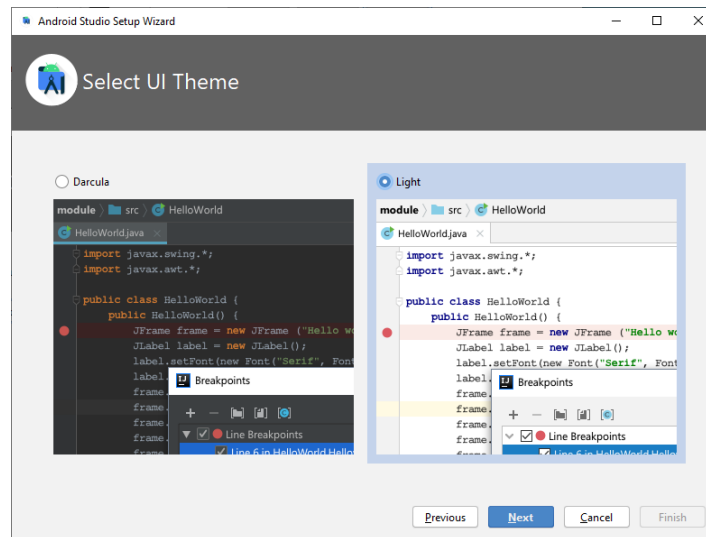 Android Studio Setup Wizard
Select UI Theme
Darcula
module src HelloWorld
HelloWorld.java
import javax.swing.*;
import javax.awt.*;
public class HelloWorld {
public HelloWorld() {
JFrame frame = new JFrame ("Hello wo
JLabel label = new JLabel();
label.setFont(new Font("Serif", Font
label.
frame.
frame.
frame.
frame.
frame.
Breakpoints
Line Breakpoints
Line 6 in HelloWorld.Hello
Light
module src HelloWorld
HelloWorld.java
import javax.swing.*;
import javax.awt.*;
public class HelloWorld {
public HelloWorld() {
JFrame frame = new JFrame ("Hello wo
JLabel label = new JLabel();
label.setFont(new Font("Serif", Font
label.
frame.
frame.
frame.
frame.
frame.
Breakpoints
Line Breakpoints
Line 6 in HelloWorld.Hello
Previous Next Cancel Finish